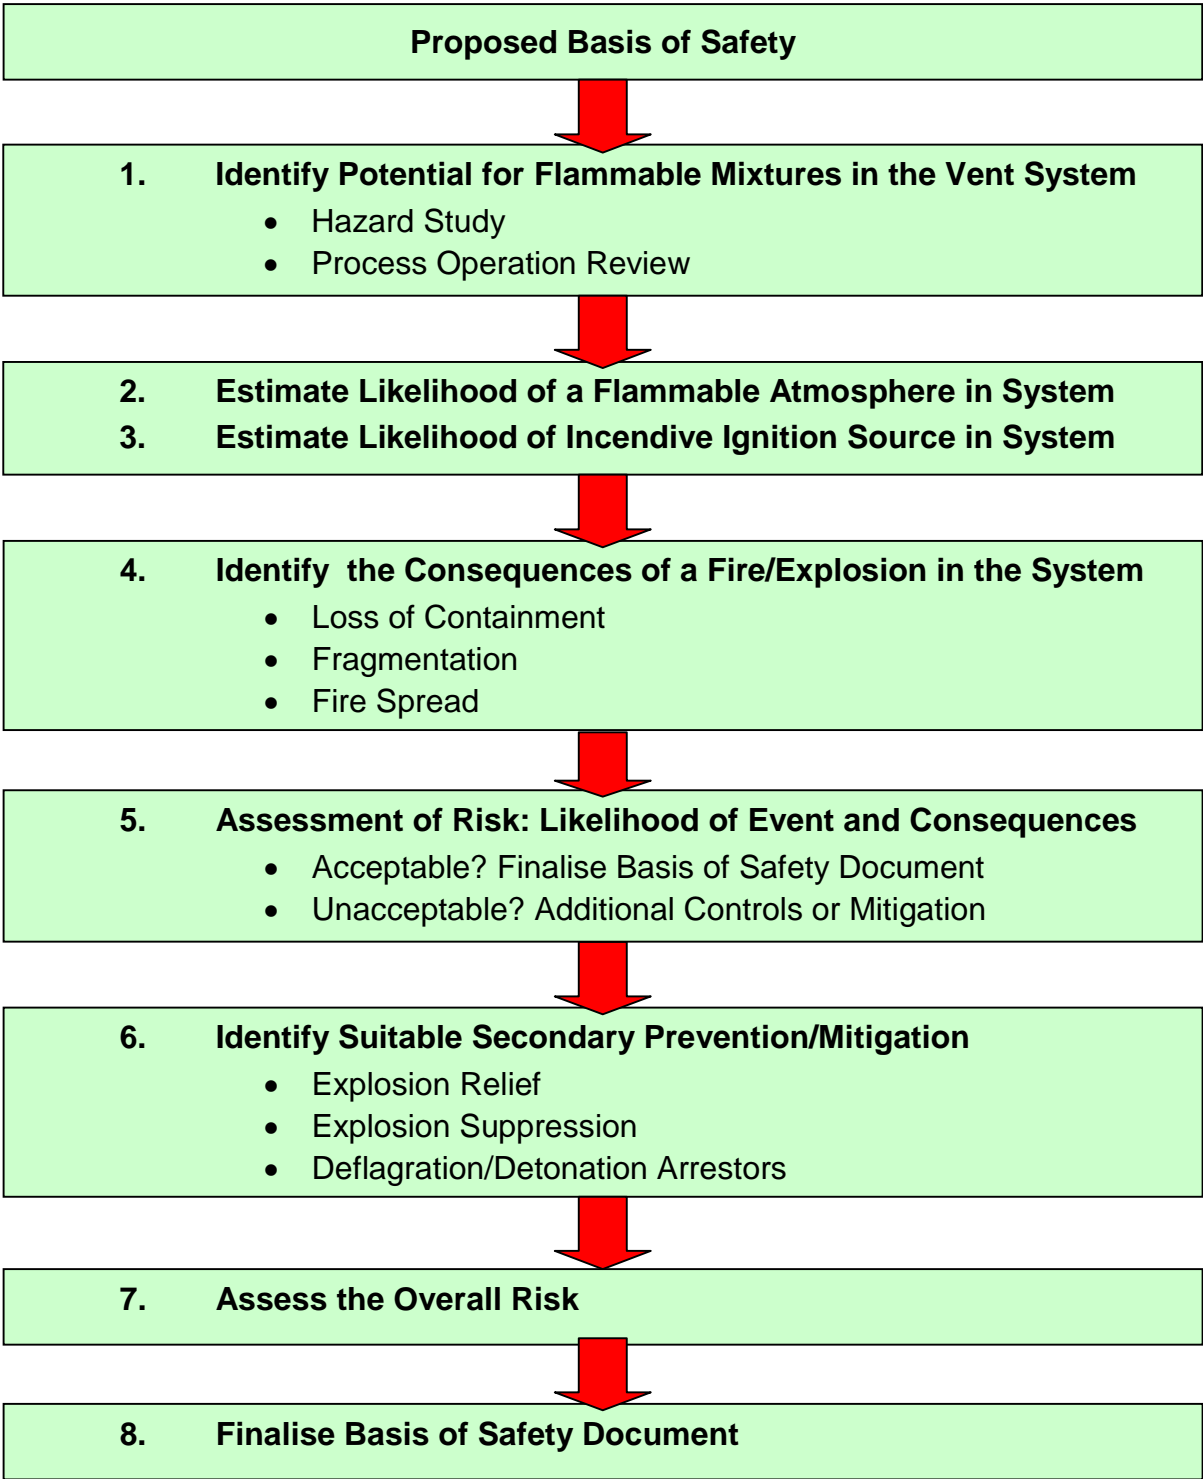 Proposed Basis of Safety
1. Identify Potential for Flammable Mixtures in the Vent System
• Hazard Study
• Process Operation Review
2. Estimate Likelihood of a Flammable Atmosphere in System
3. Estimate Likelihood of Incendive Ignition Source in System
4. Identify  the Consequences of a Fire/Explosion in the System
• Loss of Containment
• Fragmentation
• Fire Spread
5. Assessment of Risk: Likelihood of Event and Consequences
• Acceptable? Finalise Basis of Safety Document
• Unacceptable? Additional Controls or Mitigation
6. Identify Suitable Secondary Prevention/Mitigation
• Explosion Relief
• Explosion Suppression
• Deflagration/Detonation Arrestors
7. Assess the Overall Risk
8. Finalise Basis of Safety Document